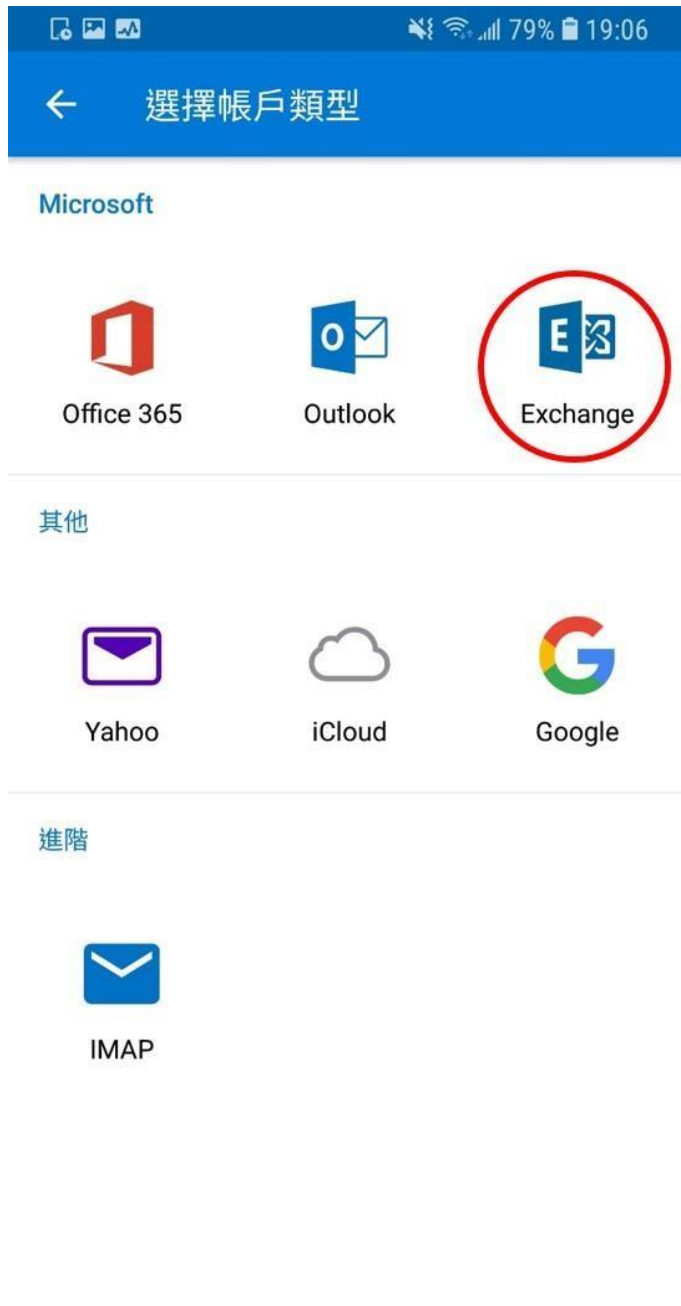 79% 19:06
選擇帳戶類型
Microsoft
Office 365 Outlook Exchange
其他
Yahoo iCloud Google
進階
IMAP